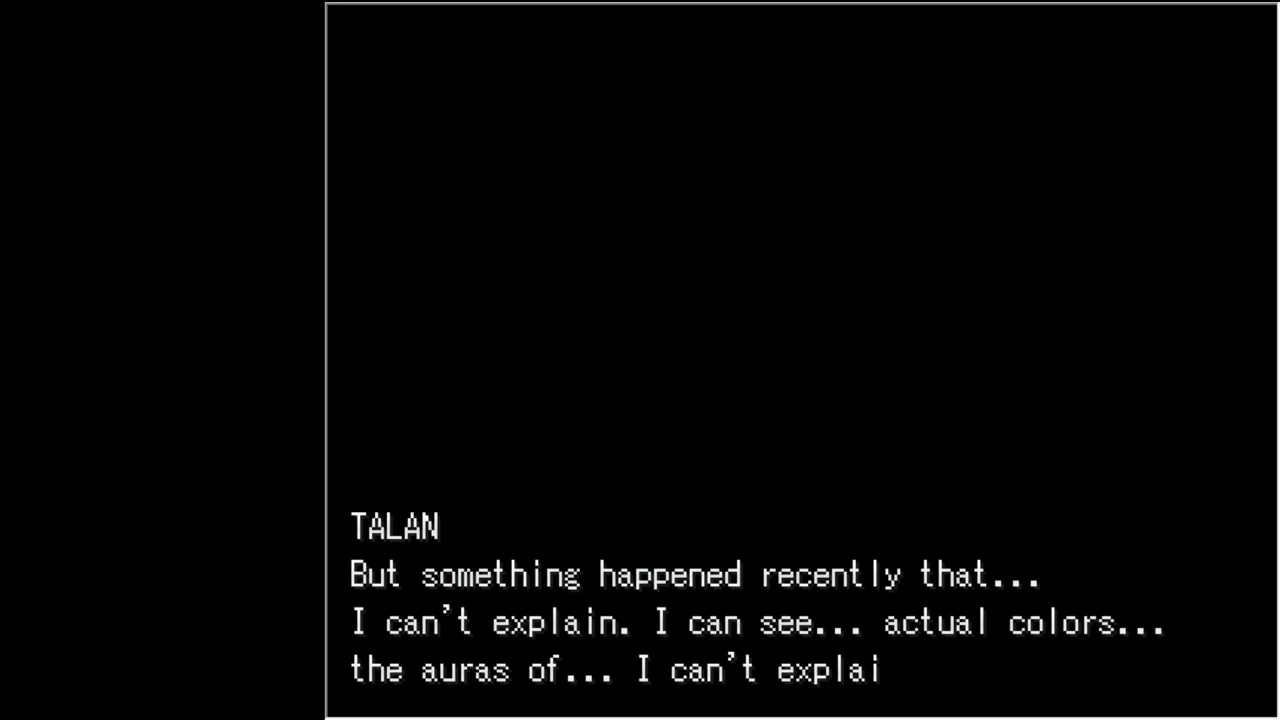 TALAN
But something happened recently that...
I can't explain. I can see... actual colors...
the auras of... I can't explai